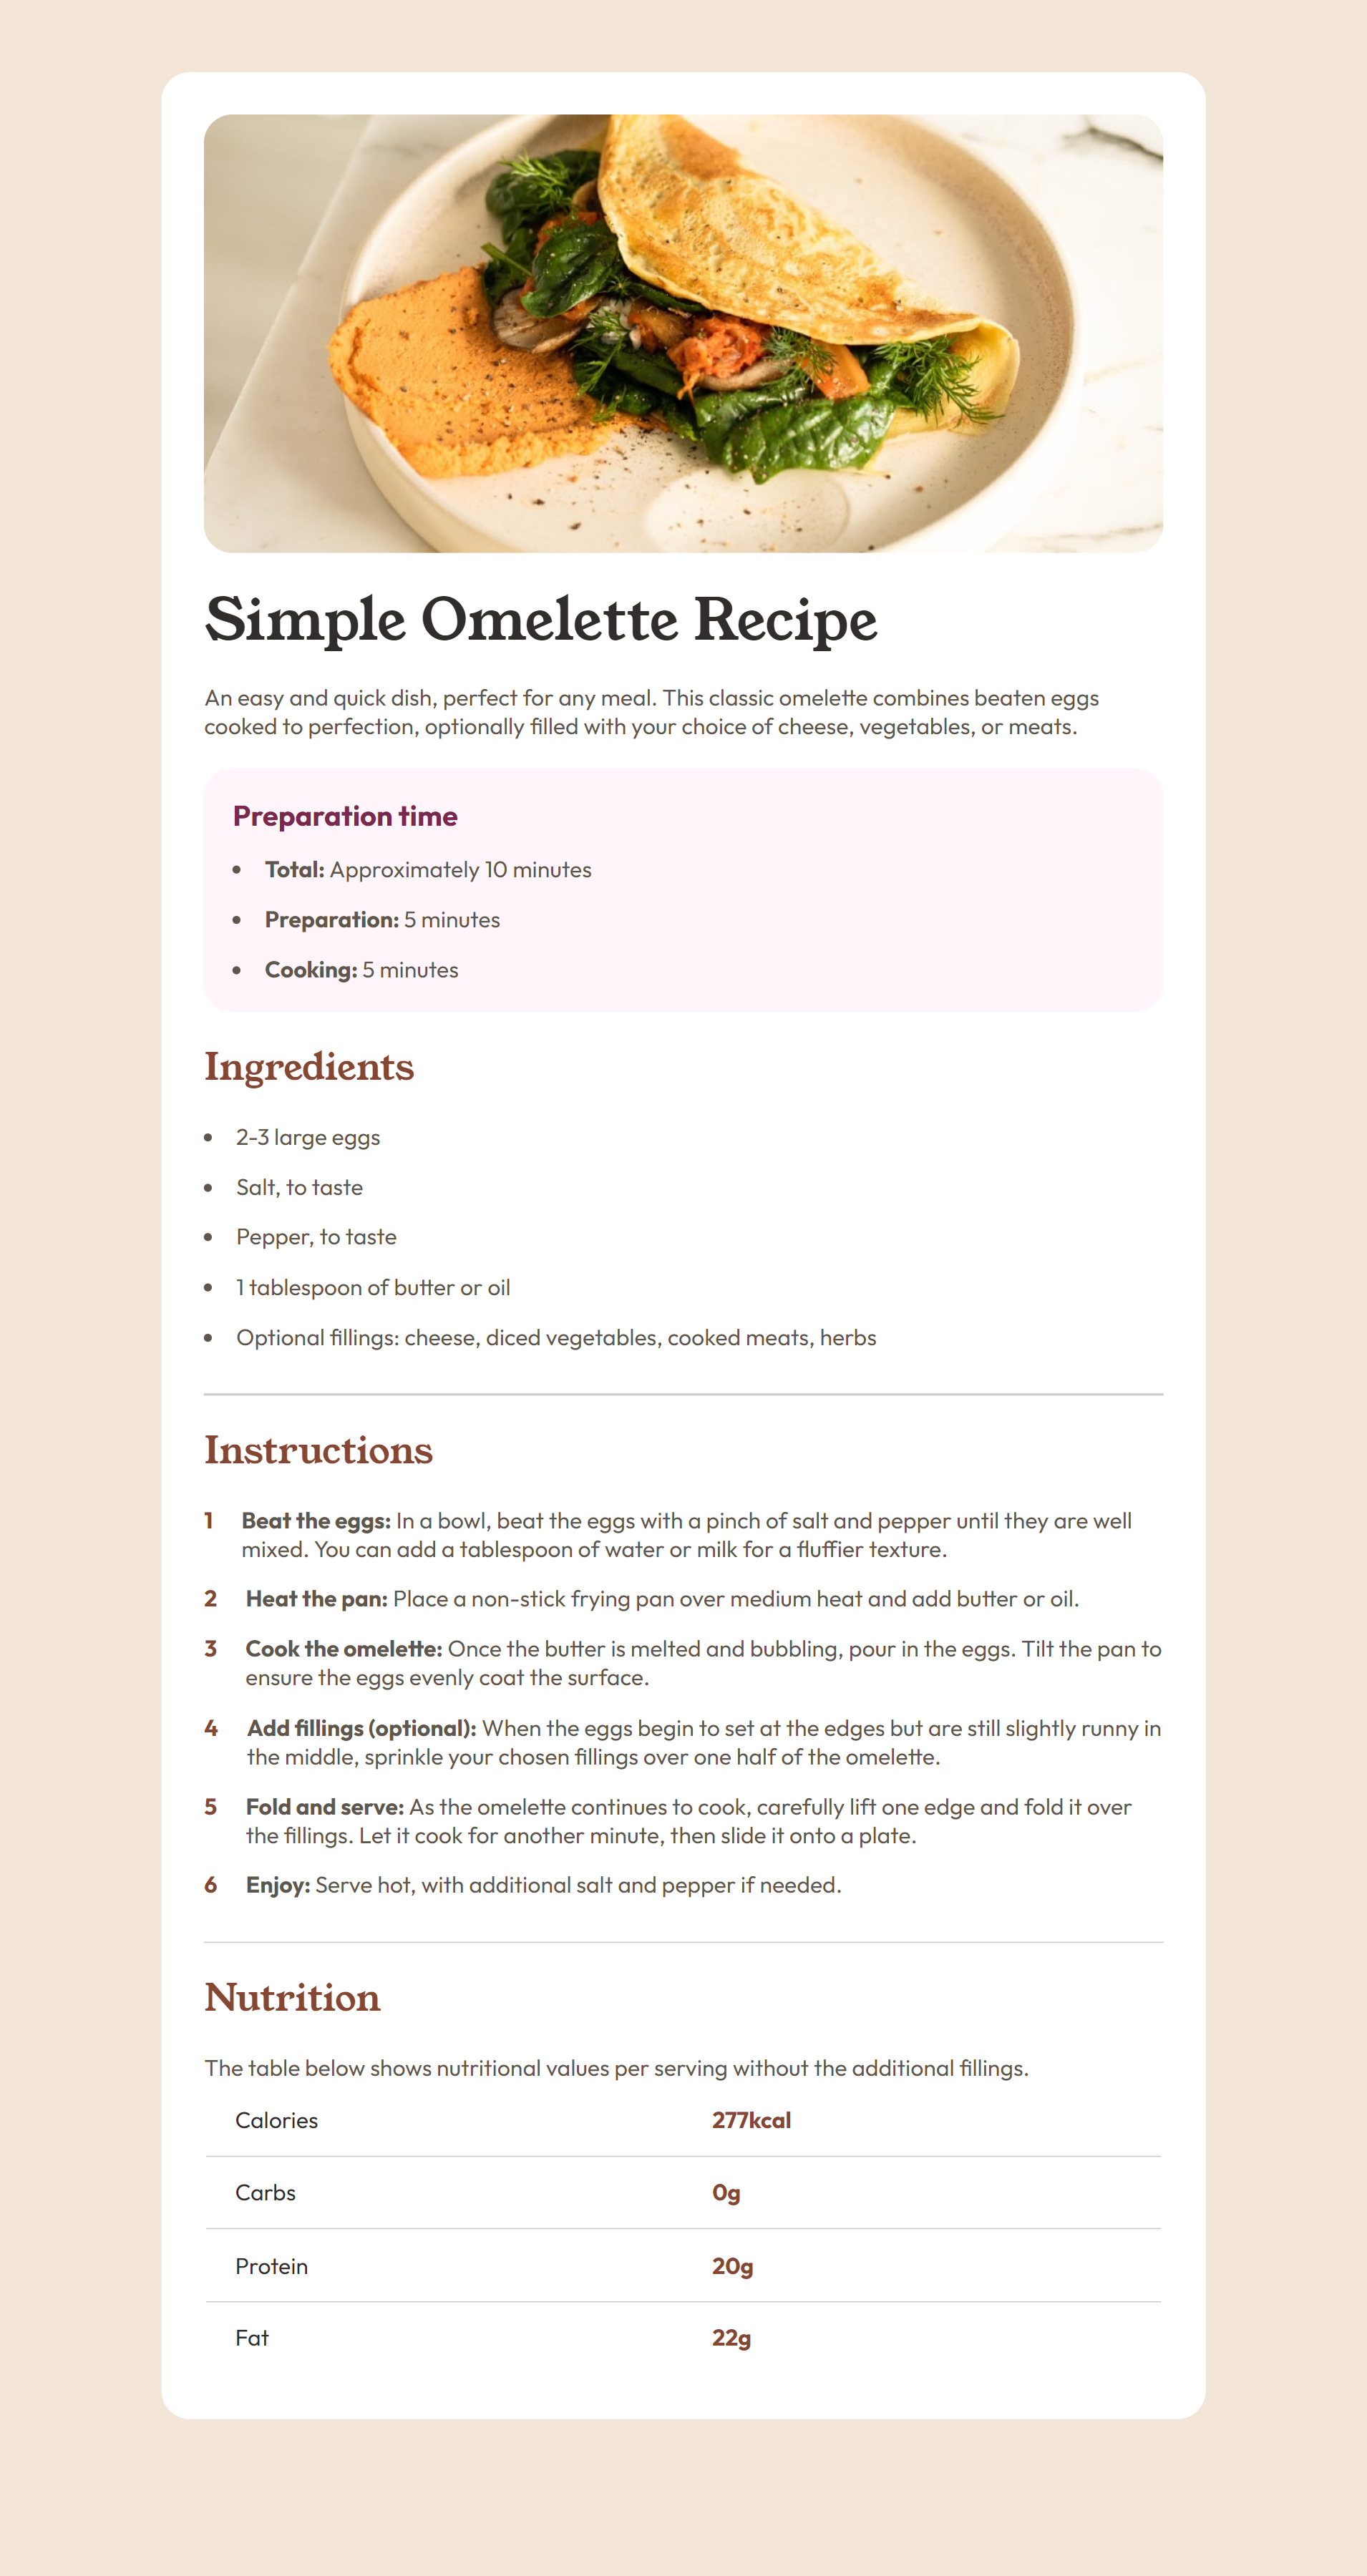 Simple Omelette Recipe
An easy and quick dish, perfect for any meal. This classic omelette combines beaten eggs
cooked to perfection, optionally filled with your choice of cheese, vegetables, or meats.
Preparation time
• Total: Approximately 10 minutes
• Preparation: 5 minutes
• Cooking: 5 minutes
Ingredients
• 2-3 large eggs
• Salt, to taste
• Pepper, to taste
• 1 tablespoon of butter or oil
• Optional fillings: cheese, diced vegetables, cooked meats, herbs
Instructions
1 Beat the eggs: In a bowl, beat the eggs with a pinch of salt and pepper until they are well
mixed. You can add a tablespoon of water or milk for a fluffier texture.
2 Heat the pan: Place a non-stick frying pan over medium heat and add butter or oil.
3 Cook the omelette: Once the butter is melted and bubbling, pour in the eggs. Tilt the pan to
ensure the eggs evenly coat the surface.
4 Add fillings (optional): When the eggs begin to set at the edges but are still slightly runny in
the middle, sprinkle your chosen fillings over one half of the omelette.
5 Fold and serve: As the omelette continues to cook, carefully lift one edge and fold it over
the fillings. Let it cook for another minute, then slide it onto a plate.
6 Enjoy: Serve hot, with additional salt and pepper if needed.
Nutrition
The table below shows nutritional values per serving without the additional fillings.
Calories 277kcal
Carbs 0g
Protein 20g
Fat 22g